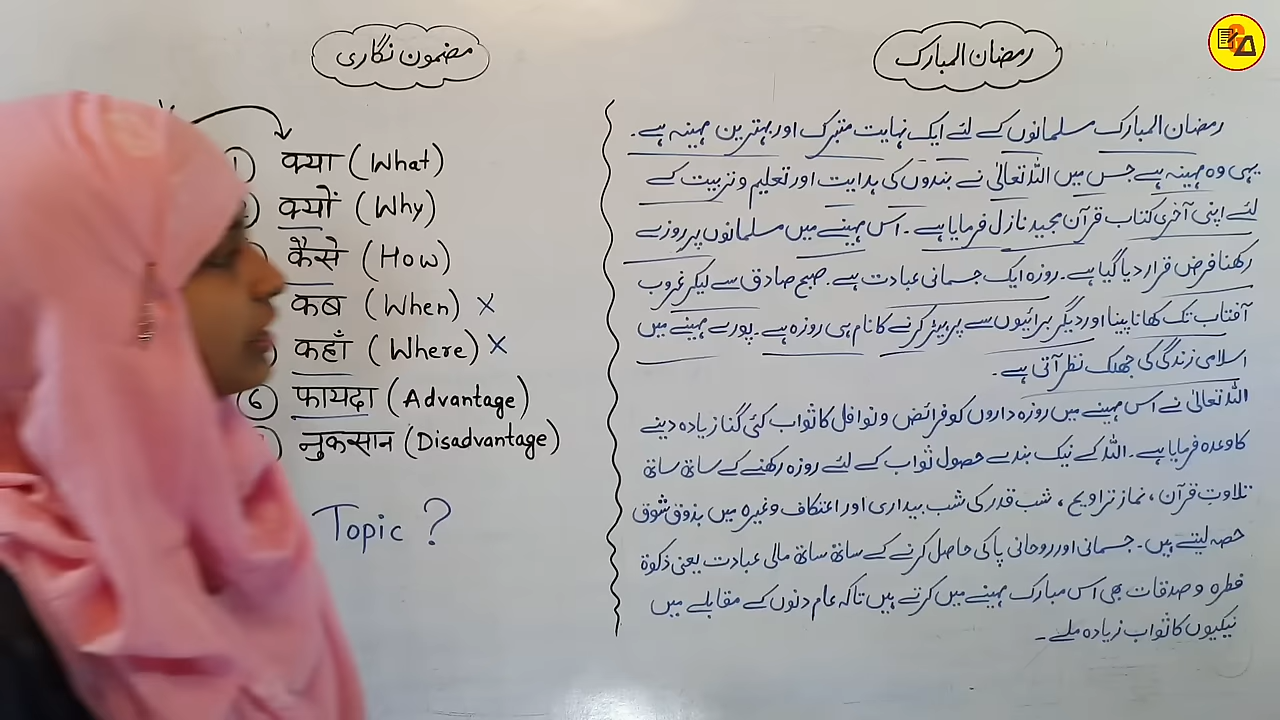 مضمون نگاری
1 क्या (What)
2) क्यों (Why)
कैसे (How)
कब (When) ×
कहाँ (Where) ×
6 फायदा (Advantage)
नुकसान (Disadvantage)
Topic ?
رمضان المبارک
رمضان المبارک مسلمانوں کے لئے ایک نہایت متبرک اور بہترین مہینہ ہے۔
یہی وہ مہینہ ہے جس میں اللہ تعالیٰ نے بندوں کی ہدایت اور تعلیم و تربیت کے
لئے اپنی آخری کتاب قرآن مجید نازل فرمایا ہے۔ اس مہینے میں مسلمانوں پر روزے
رکھنا فرض قرار دیا گیا ہے۔ روزہ ایک جسمانی عبادت ہے۔ صبح صادق سے لیکر غروب
آفتاب تک کھانا پینا اور دیگر برائیوں سے پرہیز کرنے کا نام ہی روزہ ہے۔ پورے مہینے میں
اسلامی زندگی کی جھلک نظر آتی ہے۔
اللہ تعالیٰ نے اس مہینے میں روزہ داروں کو فرائض و نوافل کا ثواب کئی گنا زیادہ دینے
کا وعدہ فرمایا ہے۔ اللہ کے نیک بندے حصول ثواب کے لئے روزہ رکھنے کے ساتھ ساتھ
تلاوتِ قرآن، نماز تراویح، شب قدر کی شب بیداری اور اعتکاف وغیرہ میں بذوق شوق
حصہ لیتے ہیں۔ جسمانی اور روحانی پاکی حاصل کرنے کے ساتھ ساتھ مالی عبادت یعنی ذکوۃ
فطرہ و صدقات بھی اس مبارک مہینے میں کرتے ہیں تاکہ عام دنوں کے مقابلے میں
نیکیوں کا ثواب زیادہ ملے۔